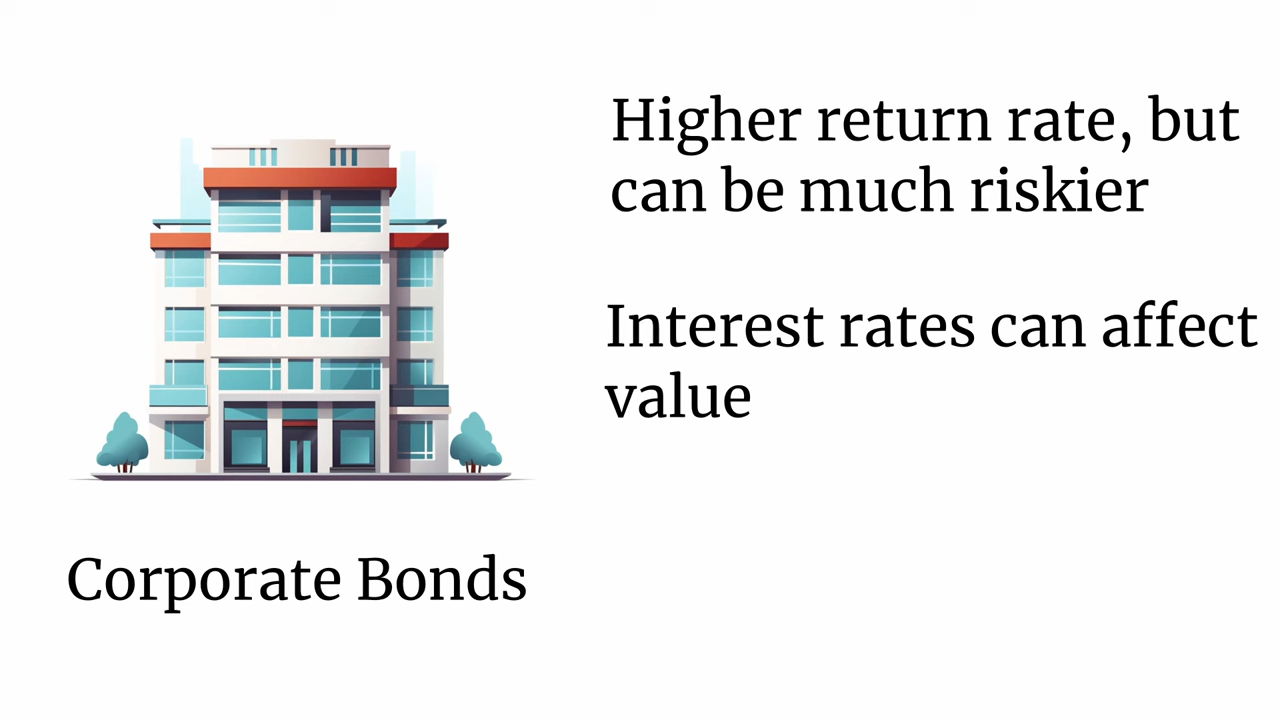 Higher return rate, but
can be much riskier
Interest rates can affect
value
Corporate Bonds